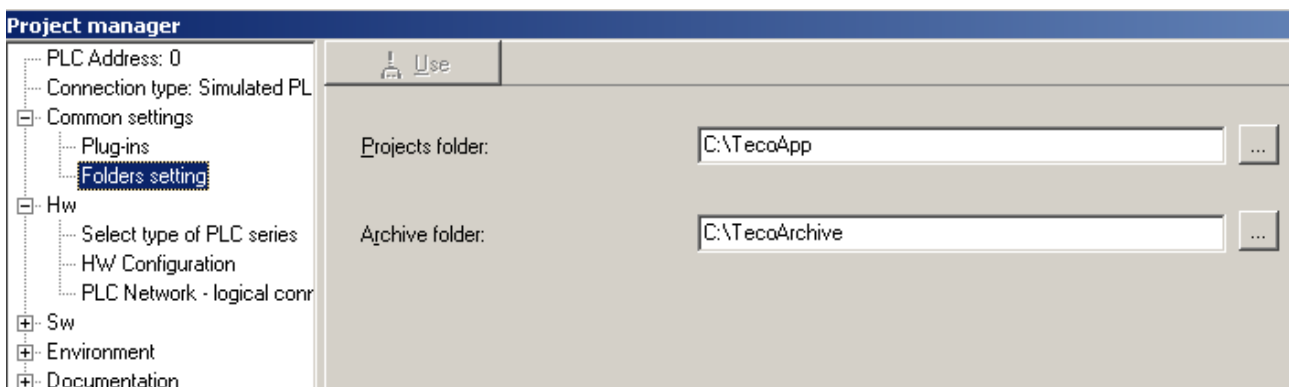 Project manager
PLC Address: 0
Connection type: Simulated PL
Common settings
Plug-ins
Folders setting
Hw
Select type of PLC series
HW Configuration
PLC Network - logical conr
Sw
Environment
Documentation
Use
Projects folder:
C:\TecoApp
...
Archive folder:
C:\TecoArchive
...